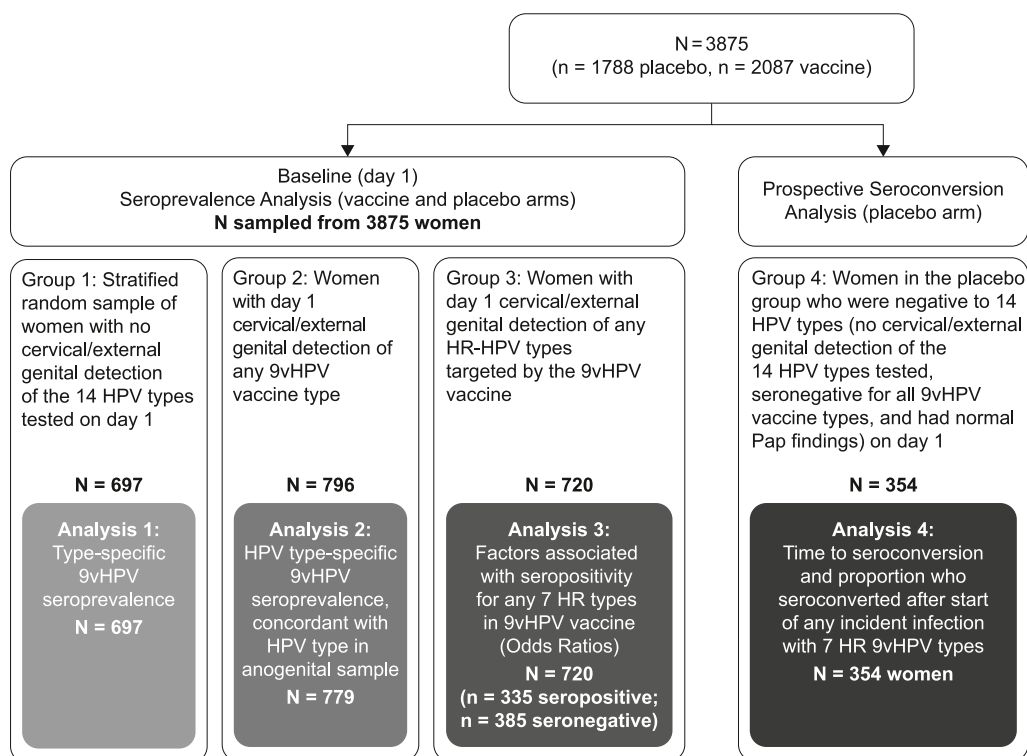 N = 3875
(n = 1788 placebo, n = 2087 vaccine)
Baseline (day 1)
Seroprevalence Analysis (vaccine and placebo arms)
N sampled from 3875 women
Prospective Seroconversion
Analysis (placebo arm)
Group 1: Stratified
random sample of
women with no
cervical/external
genital detection
of the 14 HPV types
tested on day 1
N = 697
Analysis 1:
Type-specific
9vHPV
seroprevalence
N = 697
Group 2: Women
with day 1
cervical/external
genital detection of
any 9vHPV
vaccine type
N = 796
Analysis 2:
HPV type-specific
9vHPV
seroprevalence,
concordant with
HPV type in
anogenital sample
N = 779
Group 3: Women with
day 1 cervical/external
genital detection of any
HR-HPV types
targeted by the 9vHPV
vaccine
N = 720
Analysis 3:
Factors associated
with seropositivity
for any 7 HR types
in 9vHPV vaccine
(Odds Ratios)
N = 720
(n = 335 seropositive;
n = 385 seronegative)
Group 4: Women in the placebo
group who were negative to 14
HPV types (no cervical/external
genital detection of the
14 HPV types tested,
seronegative for all 9vHPV
vaccine types, and had normal
Pap findings) on day 1
N = 354
Analysis 4:
Time to seroconversion
and proportion who
seroconverted after start
of any incident infection
with 7 HR 9vHPV types
N = 354 women